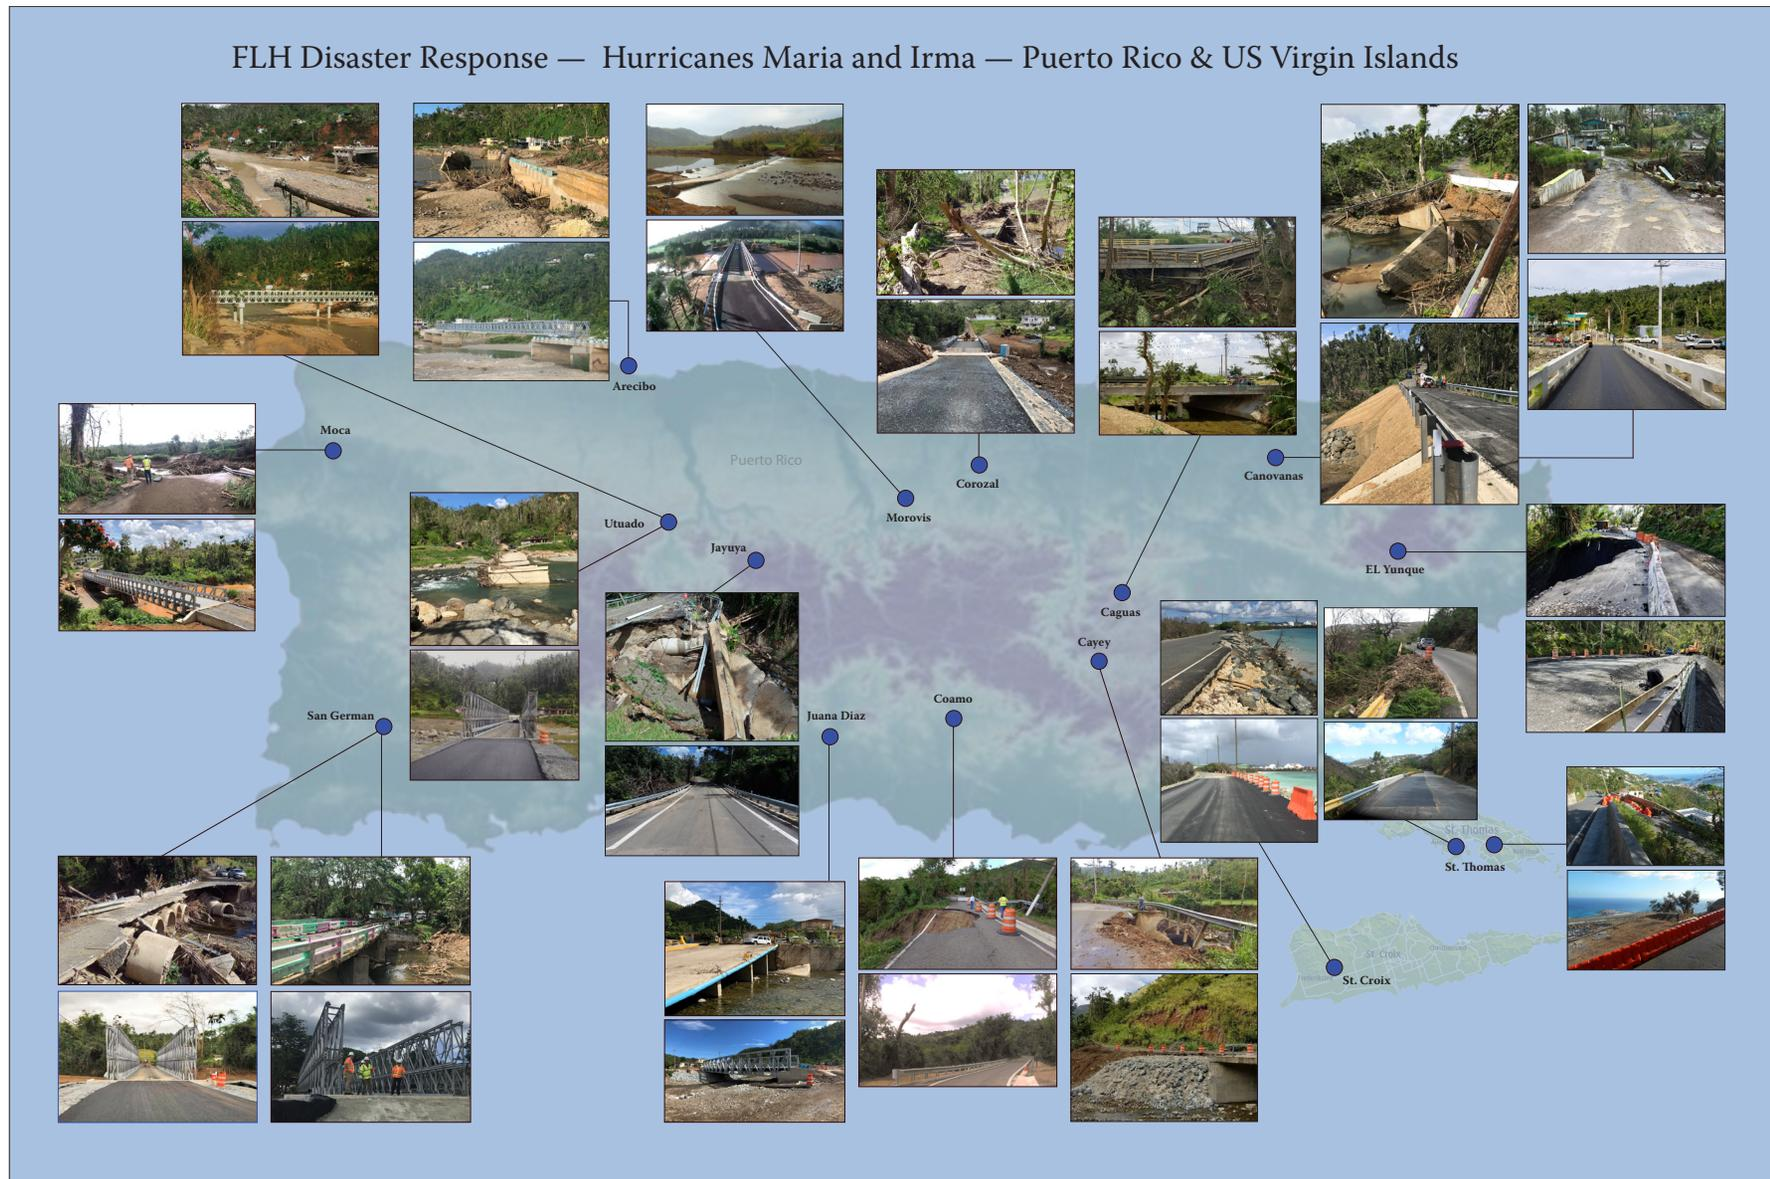 FLH Disaster Response — Hurricanes Maria and Irma — Puerto Rico & US Virgin Islands
Arecibo
Moca
Puerto Rico
Canovanas
Corozal
Morovis
Utuado
Jayuya
EL Yunque
Caguas
Cayey
Coamo
San German
Juana Diaz
St. Thomas
St. Thomas
St. Croix
St. Croix